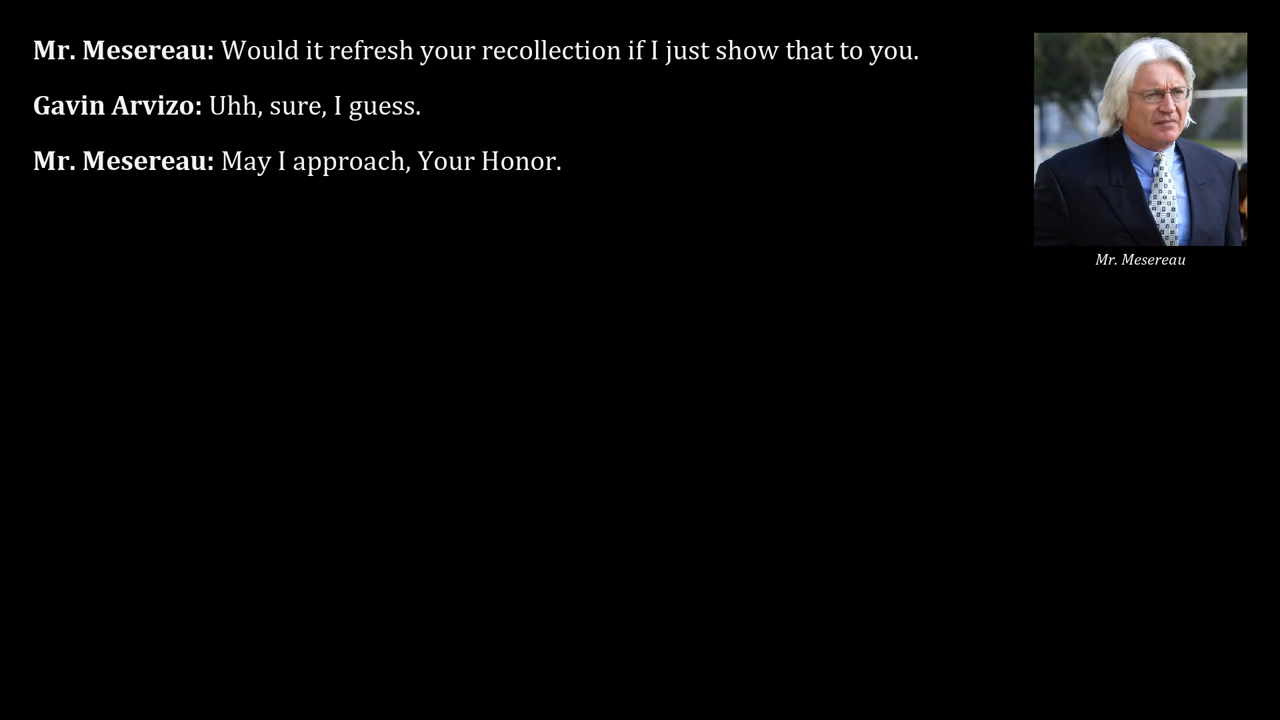 Mr. Mesereau: Would it refresh your recollection if I just show that to you.
Gavin Arvizo: Uhh, sure, I guess.
Mr. Mesereau: May I approach, Your Honor.
Mr. Mesereau